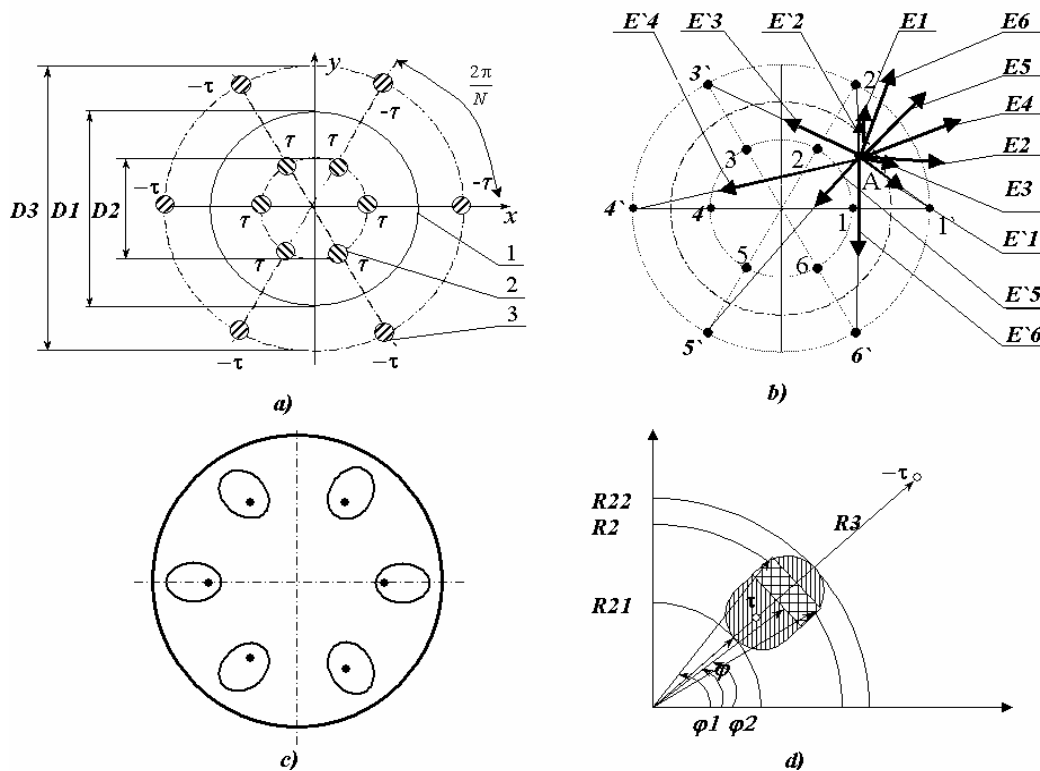 y
2π
N
-τ
-τ
τ
τ
-τ
-τ
D3
D1
D2
τ
τ
x
1
τ
τ
2
3
-τ
-τ
a)
E`4
E`3
E`2
E1
E6
E5
E4
E2
E3
E`1
E`5
E`6
3`
2`
3
2
A
4`
4
1
1`
5
6
5`
6`
b)
c)
-τ
R22
R2
R3
R21
τ
φ
φ1
φ2
d)